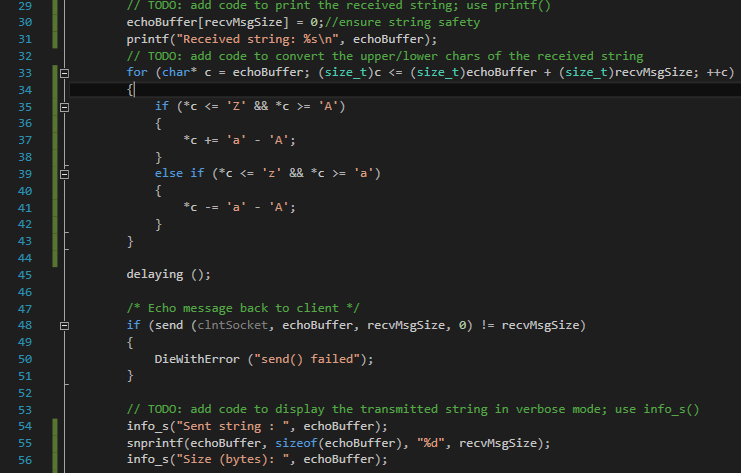 29 // TODO: add code to print the received string; use printf()
30 echoBuffer[recvMsgSize] = 0;//ensure string safety
31 printf("Received string: %s\n", echoBuffer);
32 // TODO: add code to convert the upper/lower chars of the received string
33 for (char* c = echoBuffer; (size_t)c <= (size_t)echoBuffer + (size_t)recvMsgSize; ++c)
34 {
35 if (*c <= 'Z' && *c >= 'A')
36 {
37 *c += 'a' - 'A';
38 }
39 else if (*c <= 'z' && *c >= 'a')
40 {
41 *c -= 'a' - 'A';
42 }
43 }
44
45 delaying ();
46
47 /* Echo message back to client */
48 if (send (clntSocket, echoBuffer, recvMsgSize, 0) != recvMsgSize)
49 {
50 DieWithError ("send() failed");
51 }
52
53 // TODO: add code to display the transmitted string in verbose mode; use info_s()
54 info_s("Sent string : ", echoBuffer);
55 snprintf(echoBuffer, sizeof(echoBuffer), "%d", recvMsgSize);
56 info_s("Size (bytes): ", echoBuffer);